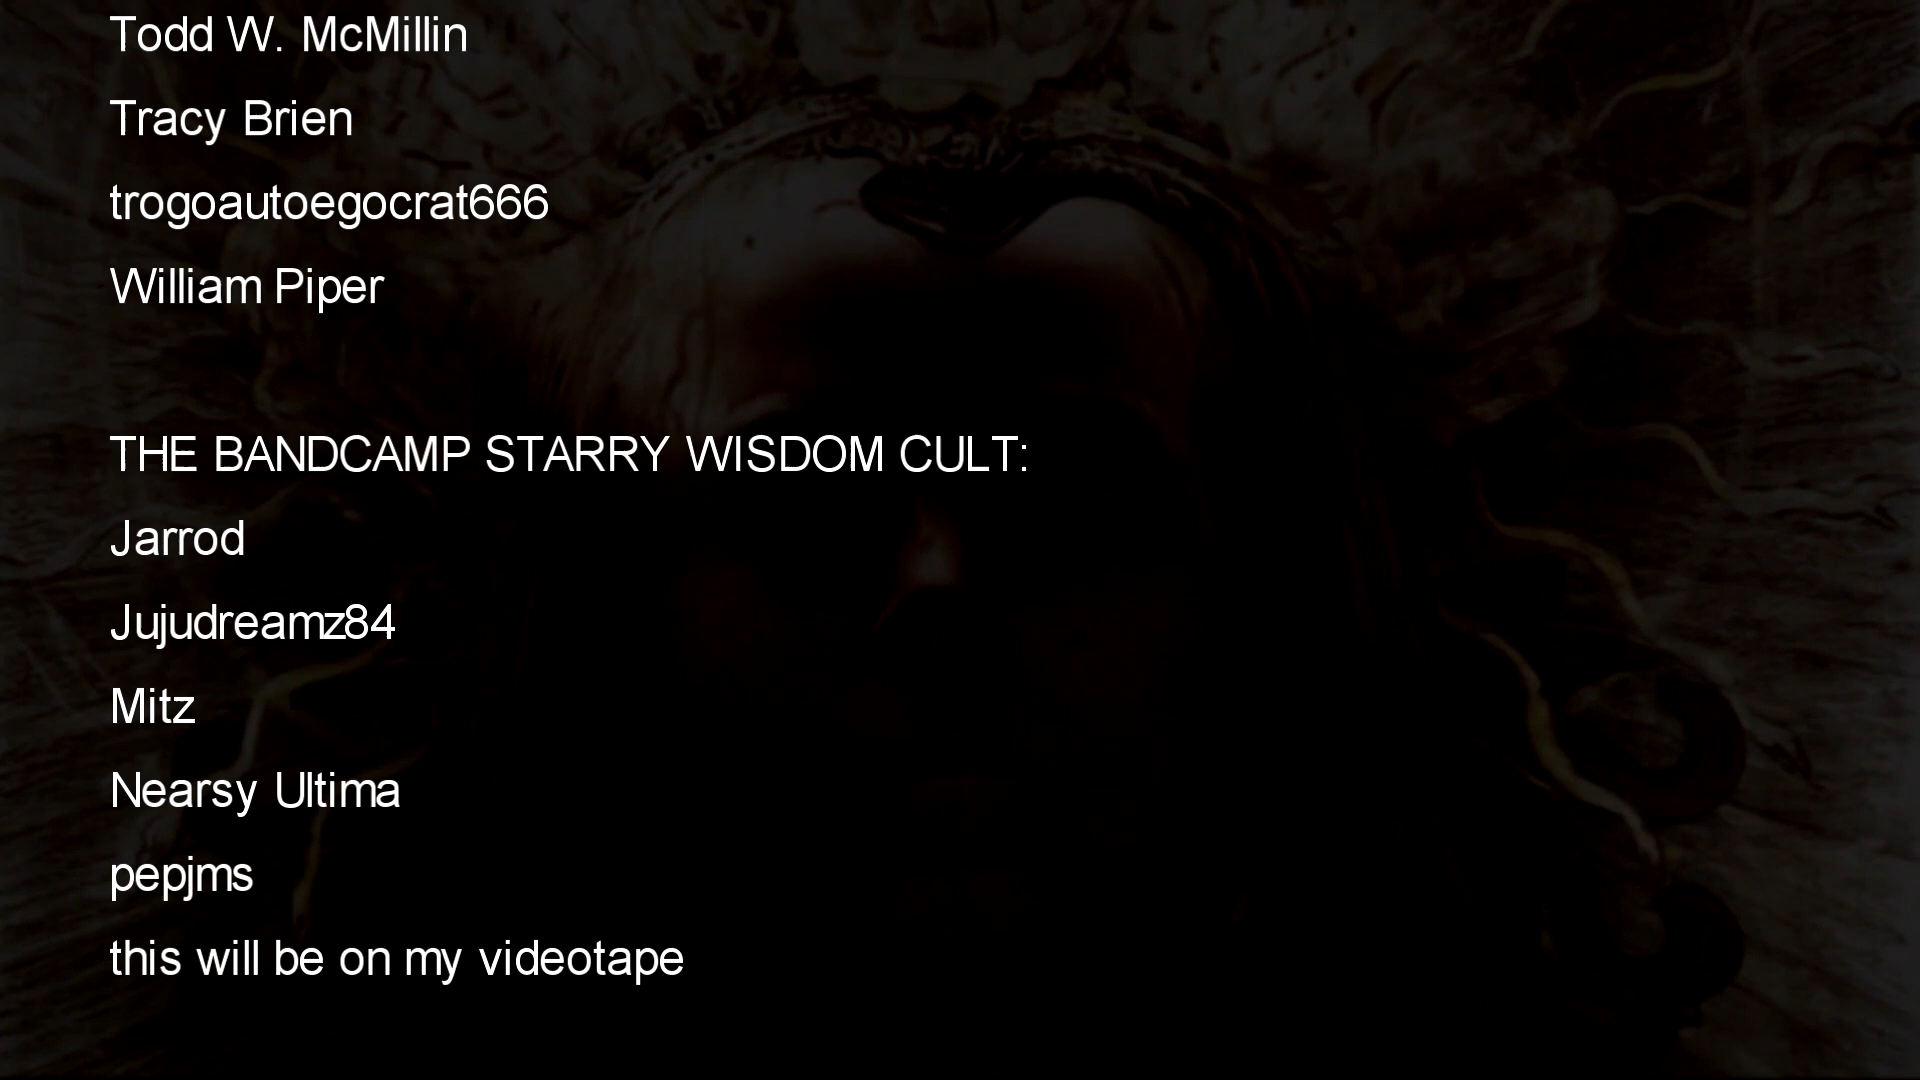 Todd W. McMillin
Tracy Brien
trogoautoegocrat666
William Piper
THE BANDCAMP STARRY WISDOM CULT:
Jarrod
Jujudreamz84
Mitz
Nearsy Ultima
pepjms
this will be on my videotape